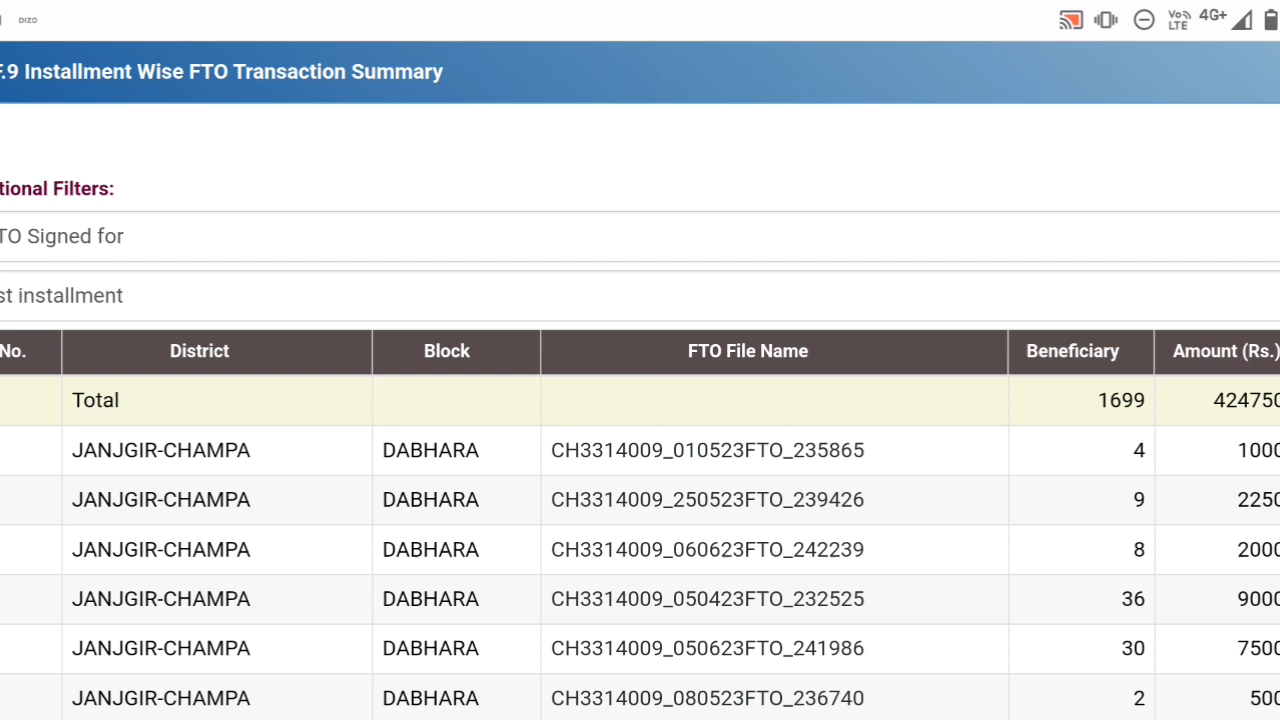 DIZO Vo LTE 4G+
F.9 Installment Wise FTO Transaction Summary
tional Filters:
TO Signed for
st installment
No. District Block FTO File Name Beneficiary Amount (Rs.)
Total 1699 424750
JANJGIR-CHAMPA DABHARA CH3314009_010523FTO_235865 4 1000
JANJGIR-CHAMPA DABHARA CH3314009_250523FTO_239426 9 2250
JANJGIR-CHAMPA DABHARA CH3314009_060623FTO_242239 8 2000
JANJGIR-CHAMPA DABHARA CH3314009_050423FTO_232525 36 9000
JANJGIR-CHAMPA DABHARA CH3314009_050623FTO_241986 30 7500
JANJGIR-CHAMPA DABHARA CH3314009_080523FTO_236740 2 500